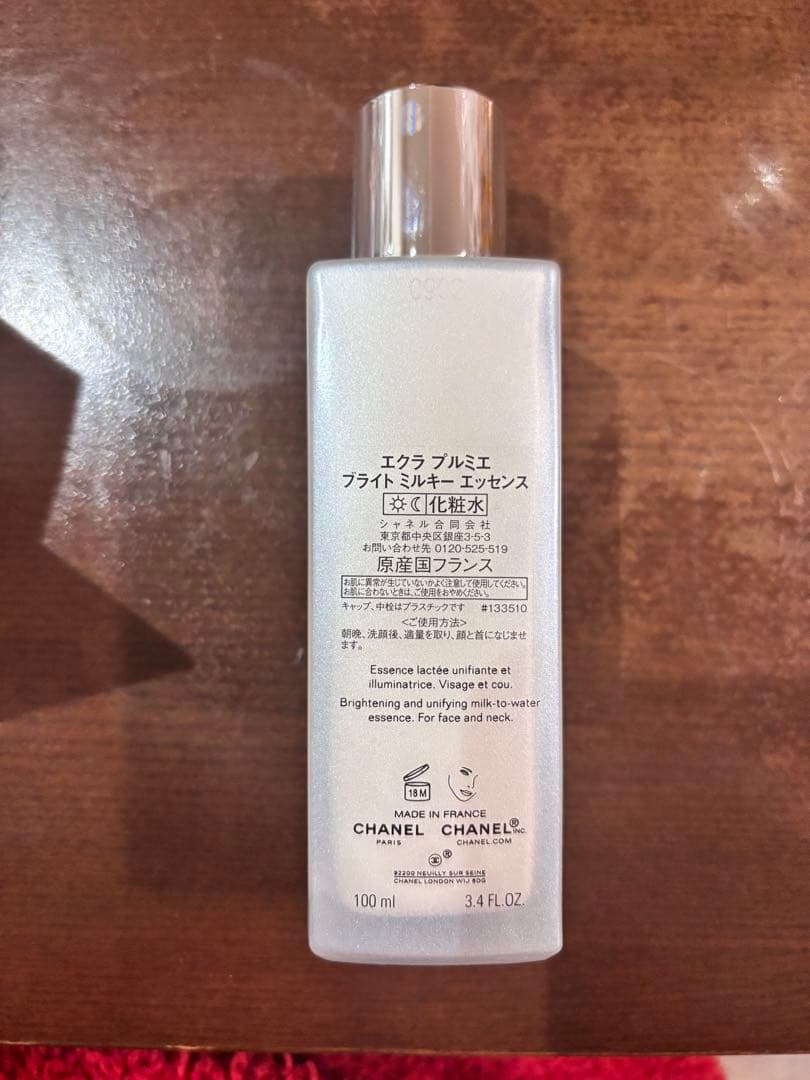 エクラ プルミエ
ブライト ミルキー エッセンス
化粧水
シャネル合同会社
東京都中央区銀座3-5-3
お問い合わせ先 0120-525-519
原産国フランス
お肌に異常が生じていないかよく注意して使用してください。
お肌に合わないときは、ご使用をおやめください。
キャップ、中栓はプラスチックです #133510
<ご使用方法>
朝晩、洗顔後、適量を取り、顔と首になじませ
ます。
Essence lactée unifiante et
illuminatrice. Visage et cou.
Brightening and unifying milk-to-water
essence. For face and neck.
18 M
MADE IN FRANCE
CHANEL CHANEL® INC.
PARIS CHANEL.COM
®
92200 NEUILLY SUR SEINE
CHANEL LONDON W1J 6DG
100 ml 3.4 FL.OZ.